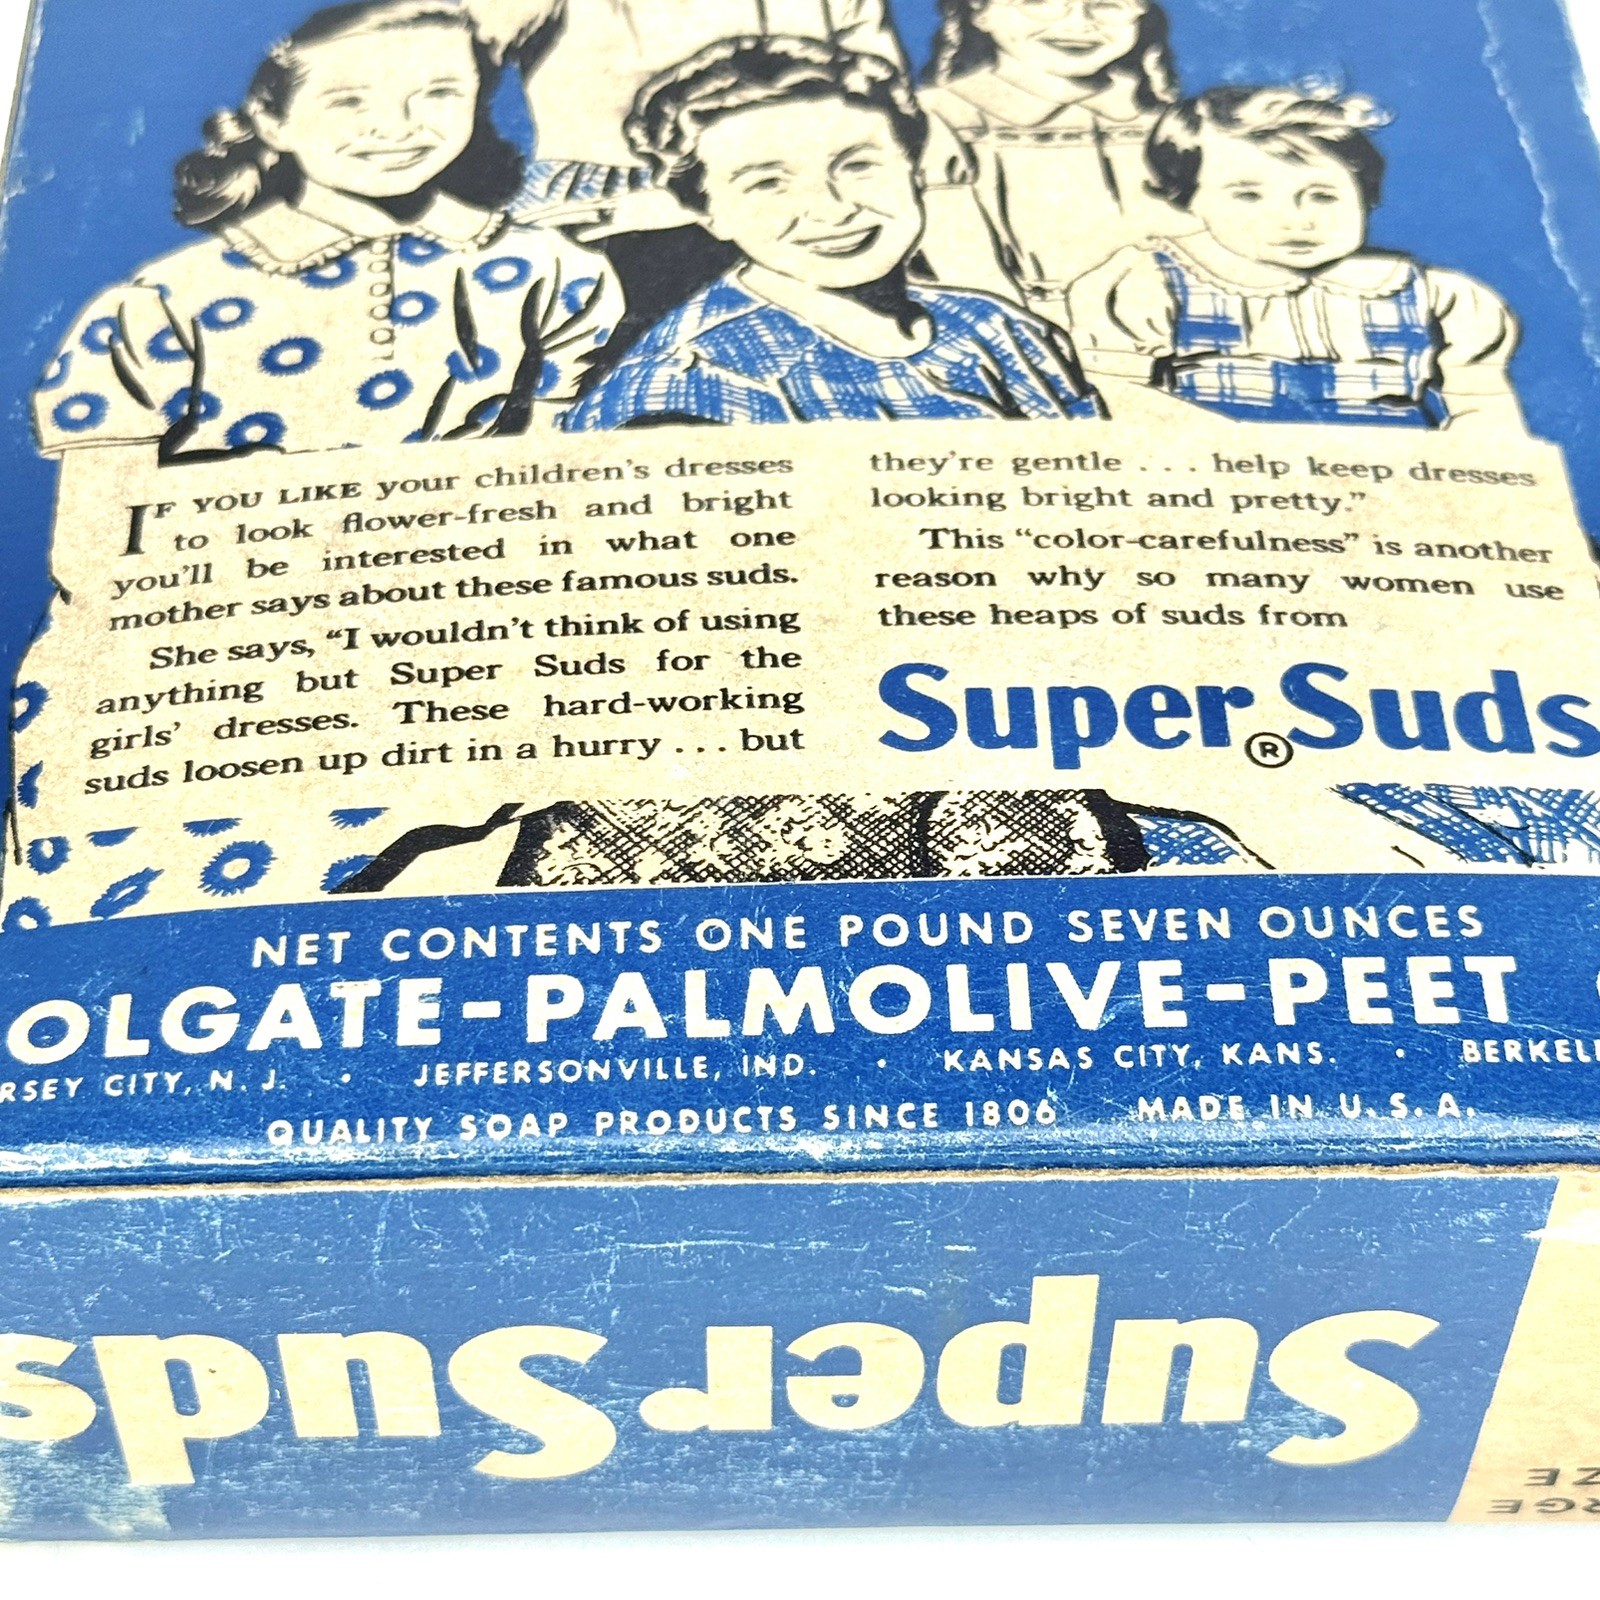 IF YOU LIKE your children's dresses
to look flower-fresh and bright
you'll be interested in what one
mother says about these famous suds.
She says, “I wouldn't think of using
anything but Super Suds for the
girls' dresses. These hard-working
suds loosen up dirt in a hurry . . . but
they're gentle . . . help keep dresses
looking bright and pretty.”
This “color-carefulness” is another
reason why so many women use
these heaps of suds from
Super Suds ®
NET CONTENTS ONE POUND SEVEN OUNCES
OLGATE-PALMOLIVE-PEET
RSEY CITY, N. J. • JEFFERSONVILLE, IND. • KANSAS CITY, KANS. • BERKEL
QUALITY SOAP PRODUCTS SINCE 1806 MADE IN U. S. A.
Super Suds
RGE
ZE